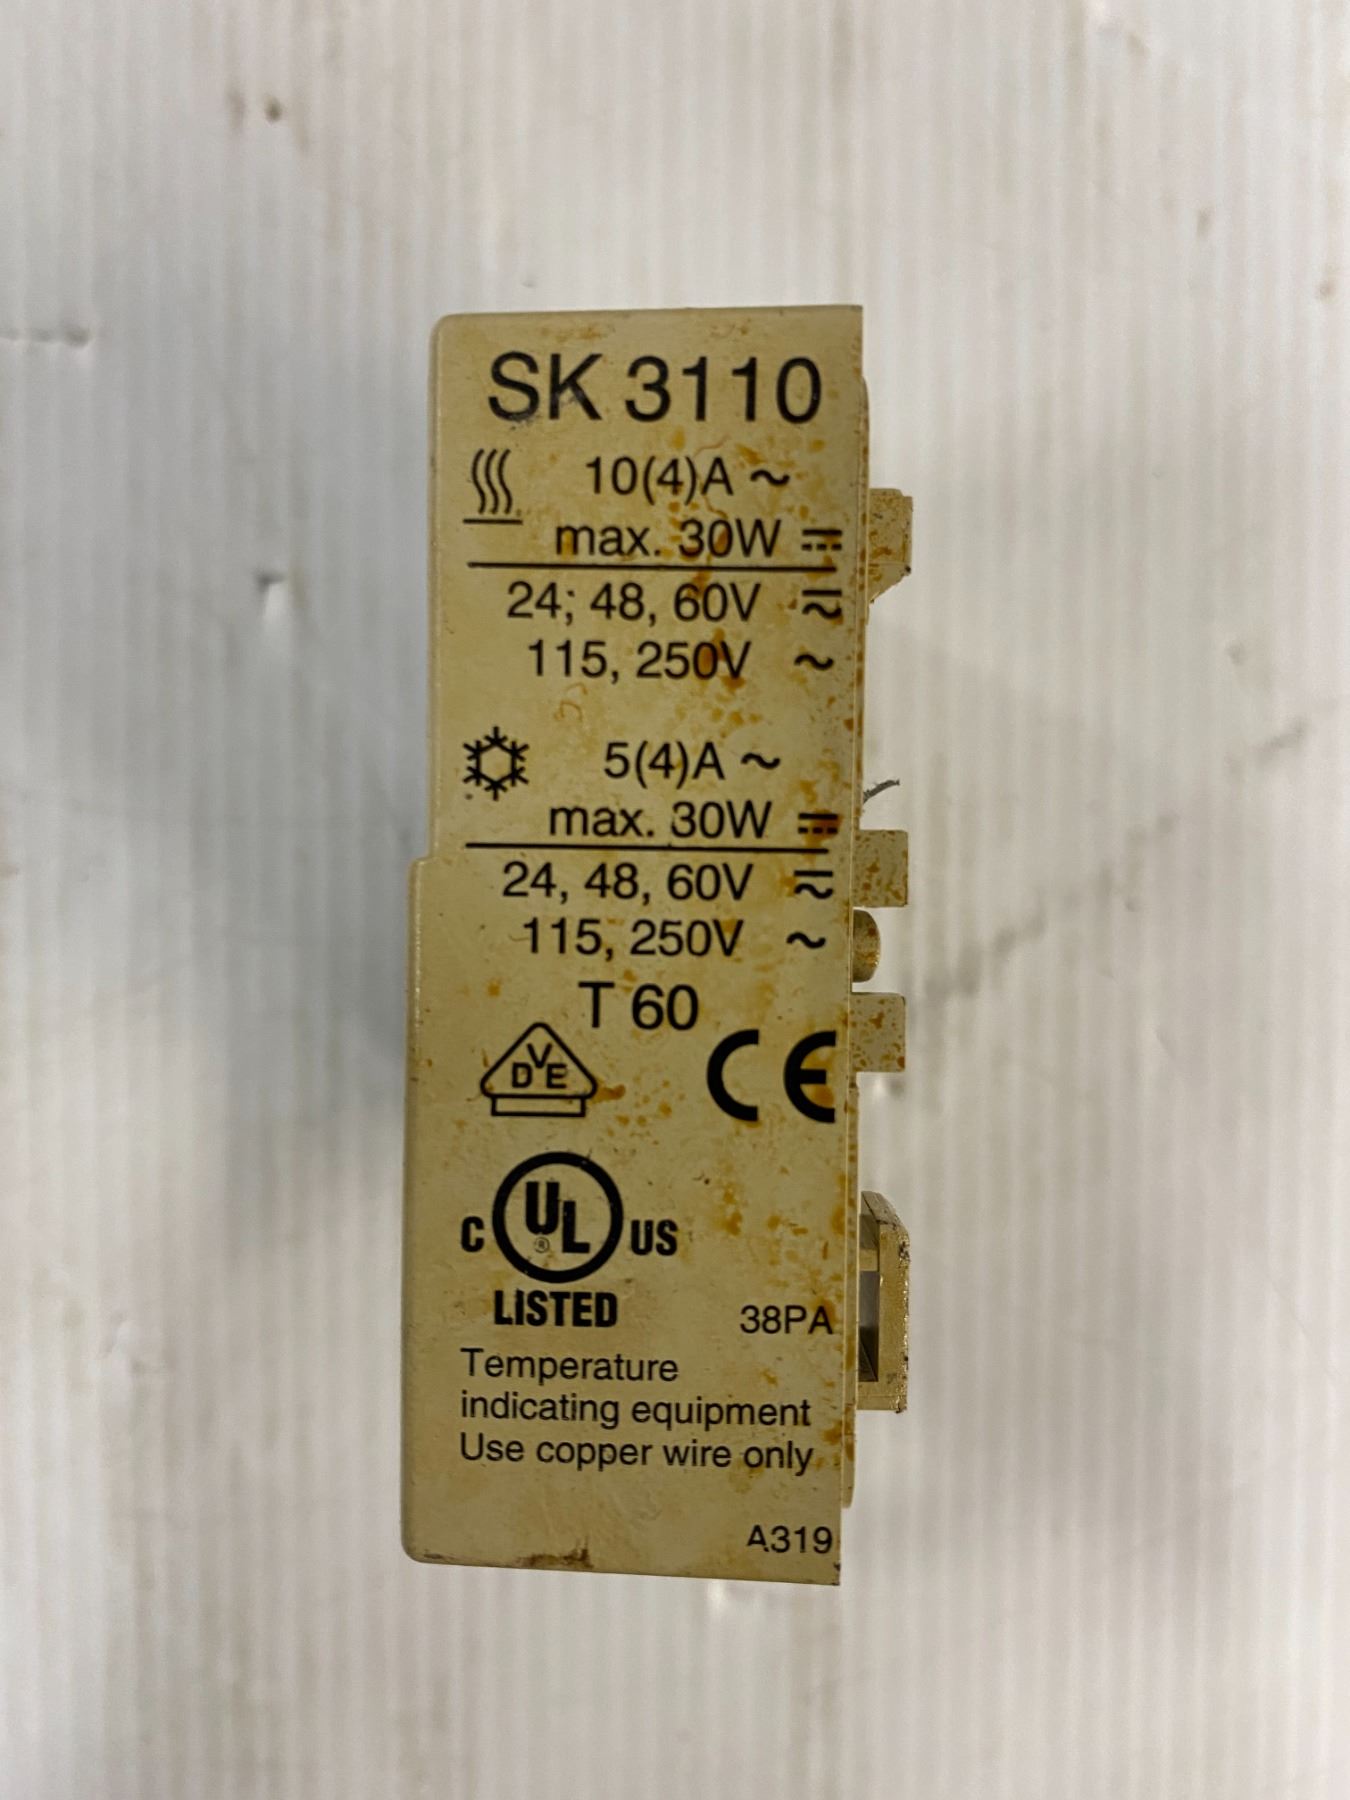 SK 3110
10(4)A ~
max. 30W ⎓
24, 48, 60V ⎓~
115, 250V ~
5(4)A ~
max. 30W ⎓
24, 48, 60V ⎓~
115, 250V ~
T 60
VDE CE
C UL® US
LISTED 38PA
Temperature
indicating equipment
Use copper wire only
A319